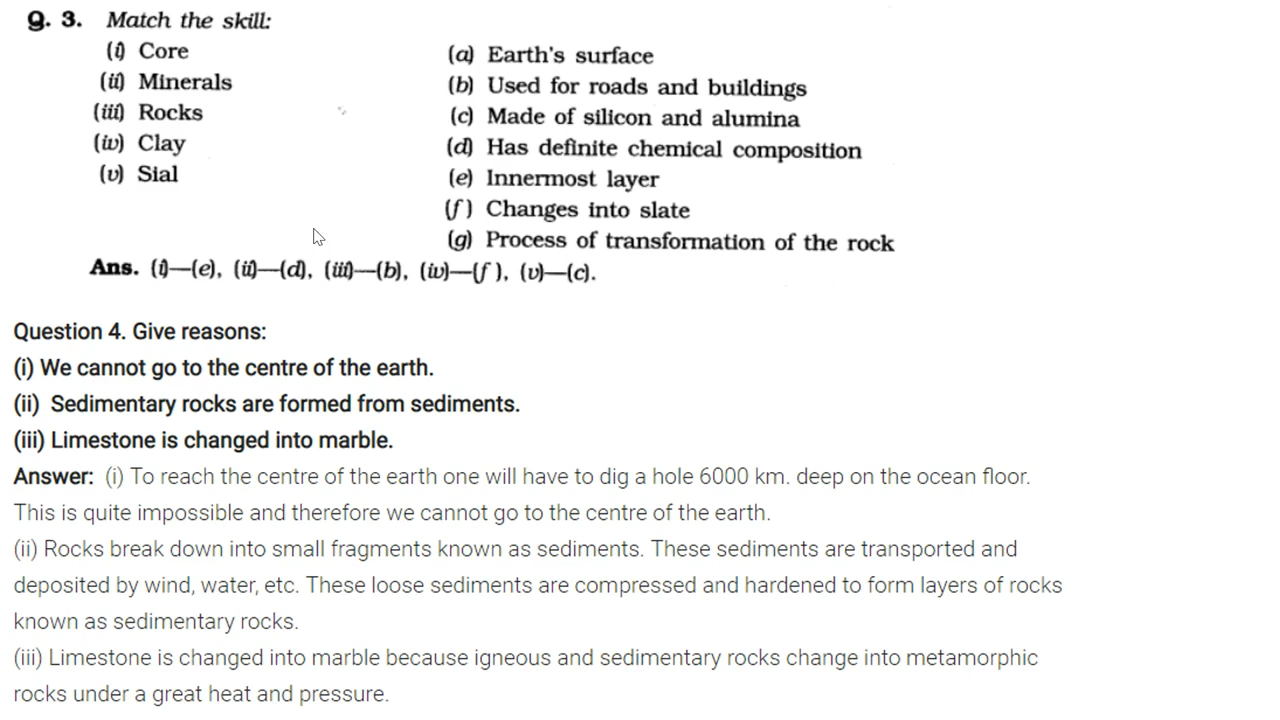 Q. 3. Match the skill:
(i) Core (a) Earth's surface
(ii) Minerals (b) Used for roads and buildings
(iii) Rocks (c) Made of silicon and alumina
(iv) Clay (d) Has definite chemical composition
(v) Sial (e) Innermost layer
(f) Changes into slate
(g) Process of transformation of the rock
Ans. (i)—(e), (ii)—(d), (iii)—(b), (iv)—(f), (v)—(c).
Question 4. Give reasons:
(i) We cannot go to the centre of the earth.
(ii) Sedimentary rocks are formed from sediments.
(iii) Limestone is changed into marble.
Answer: (i) To reach the centre of the earth one will have to dig a hole 6000 km. deep on the ocean floor.
This is quite impossible and therefore we cannot go to the centre of the earth.
(ii) Rocks break down into small fragments known as sediments. These sediments are transported and
deposited by wind, water, etc. These loose sediments are compressed and hardened to form layers of rocks
known as sedimentary rocks.
(iii) Limestone is changed into marble because igneous and sedimentary rocks change into metamorphic
rocks under a great heat and pressure.